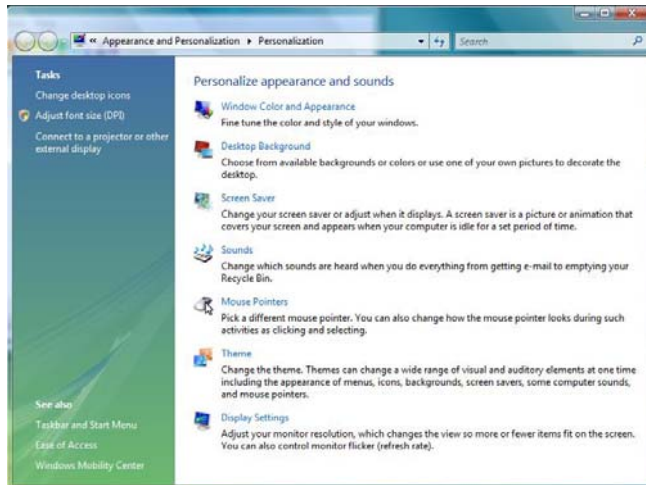 « Appearance and Personalization ▸ Personalization
Search
Tasks
Change desktop icons
Adjust font size (DPI)
Connect to a projector or other
external display
Personalize appearance and sounds
Window Color and Appearance
Fine tune the color and style of your windows.
Desktop Background
Choose from available backgrounds or colors or use one of your own pictures to decorate the
desktop.
Screen Saver
Change your screen saver or adjust when it displays. A screen saver is a picture or animation that
covers your screen and appears when your computer is idle for a set period of time.
Sounds
Change which sounds are heard when you do everything from getting e-mail to emptying your
Recycle Bin.
Mouse Pointers
Pick a different mouse pointer. You can also change how the mouse pointer looks during such
activities as clicking and selecting.
Theme
Change the theme. Themes can change a wide range of visual and auditory elements at one time
including the appearance of menus, icons, backgrounds, screen savers, some computer sounds,
and mouse pointers.
Display Settings
Adjust your monitor resolution, which changes the view so more or fewer items fit on the screen.
You can also control monitor flicker (refresh rate).
See also
Taskbar and Start Menu
Ease of Access
Windows Mobility Center